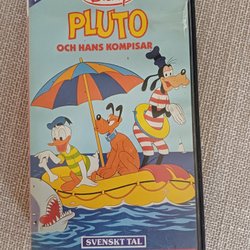 PLUTO
OCH HANS KOMPISAR
SVENSKT TAL